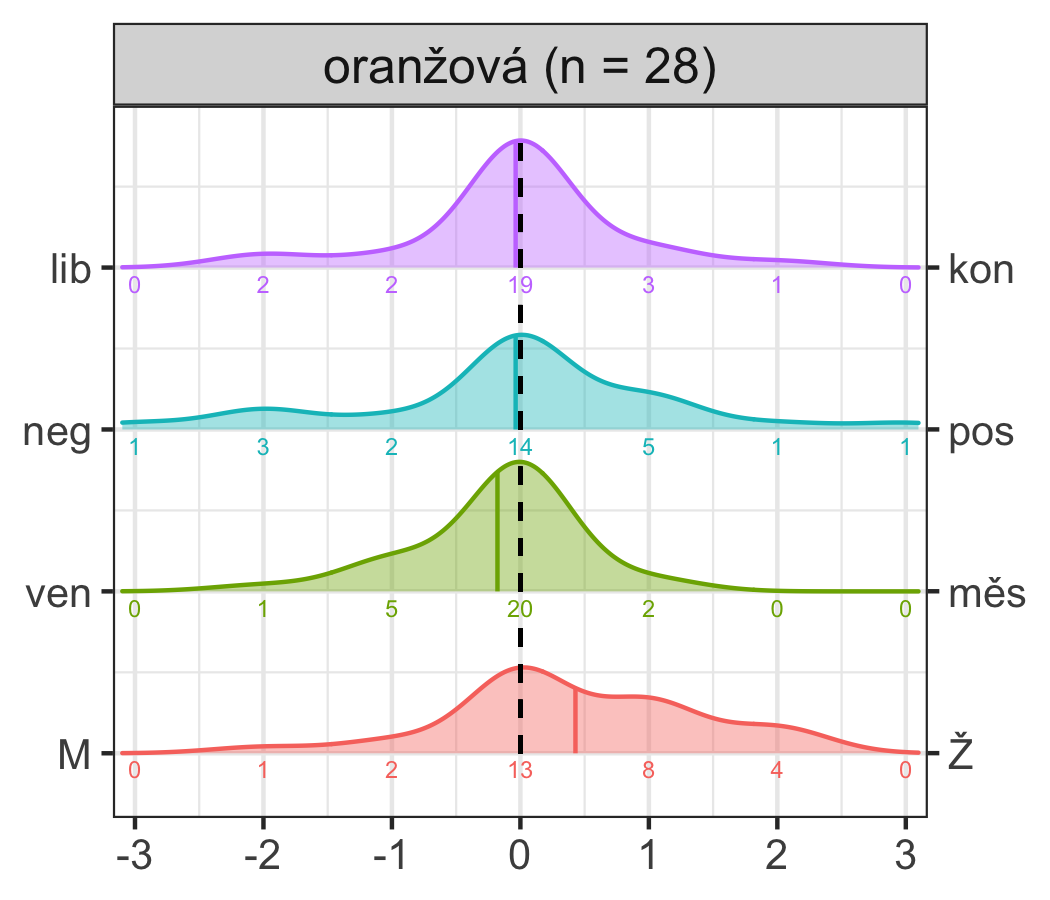 oranžová (n = 28)
lib kon
0 2 2 19 3 1 0
neg pos
1 3 2 14 5 1 1
ven měs
0 1 5 20 2 0 0
M Ž
0 1 2 13 8 4 0
-3 -2 -1 0 1 2 3